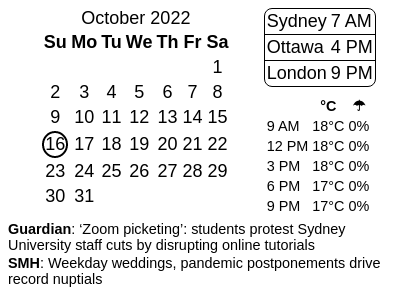 October 2022
Su Mo Tu We Th Fr Sa
1
2 3 4 5 6 7 8
9 10 11 12 13 14 15
16 17 18 19 20 21 22
23 24 25 26 27 28 29
30 31
Sydney 7 AM
Ottawa 4 PM
London 9 PM
°C ☂
9 AM 18°C 0%
12 PM 18°C 0%
3 PM 18°C 0%
6 PM 17°C 0%
9 PM 17°C 0%
Guardian: ‘Zoom picketing’: students protest Sydney
University staff cuts by disrupting online tutorials
SMH: Weekday weddings, pandemic postponements drive
record nuptials